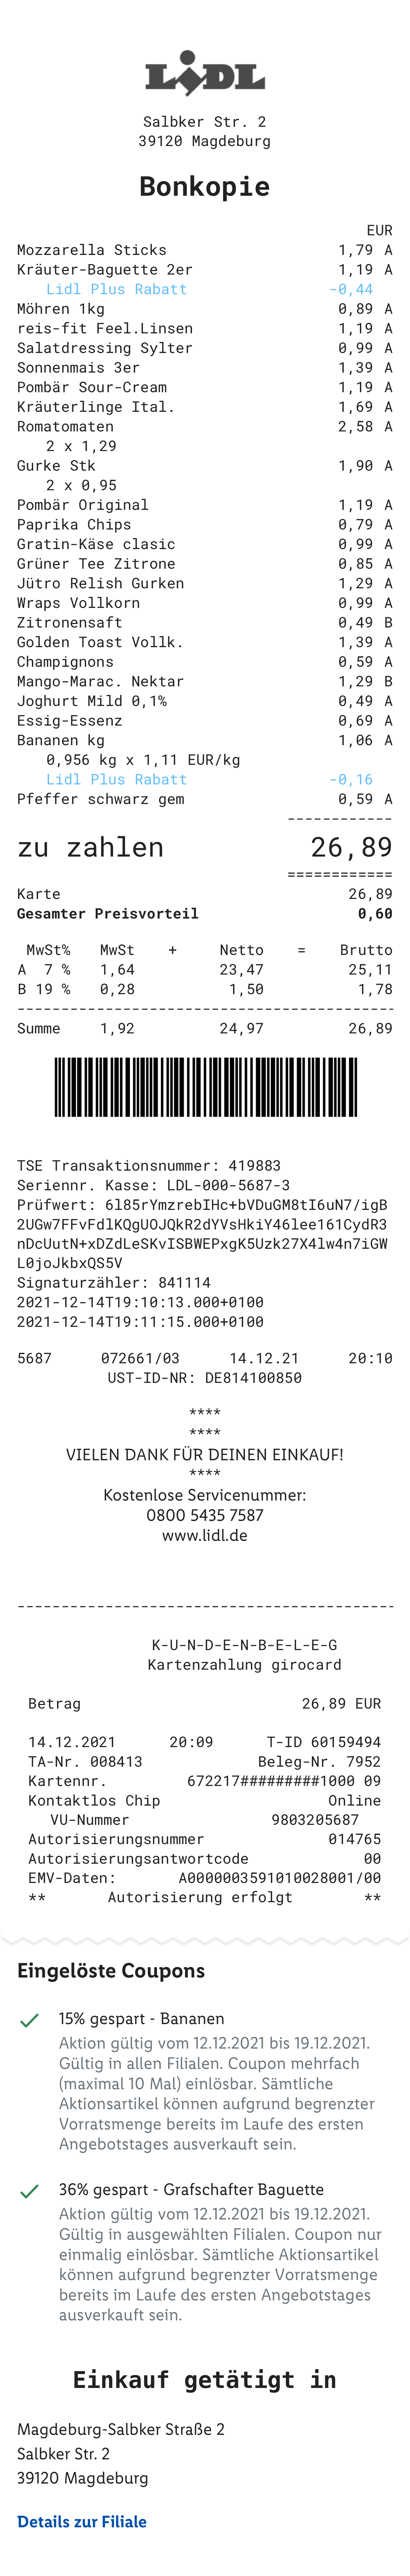 LIDL
Salbker Str. 2
39120 Magdeburg
Bonkopie
EUR
Mozzarella Sticks 1,79 A
Kräuter-Baguette 2er 1,19 A
Lidl Plus Rabatt -0,44
Möhren 1kg 0,89 A
reis-fit Feel.Linsen 1,19 A
Salatdressing Sylter 0,99 A
Sonnenmais 3er 1,39 A
Pombär Sour-Cream 1,19 A
Kräuterlinge Ital. 1,69 A
Romatomaten 2,58 A
2 x 1,29
Gurke Stk 1,90 A
2 x 0,95
Pombär Original 1,19 A
Paprika Chips 0,79 A
Gratin-Käse clasic 0,99 A
Grüner Tee Zitrone 0,85 A
Jütro Relish Gurken 1,29 A
Wraps Vollkorn 0,99 A
Zitronensaft 0,49 B
Golden Toast Vollk. 1,39 A
Champignons 0,59 A
Mango-Marac. Nektar 1,29 B
Joghurt Mild 0,1% 0,49 A
Essig-Essenz 0,69 A
Bananen kg 1,06 A
0,956 kg x 1,11 EUR/kg
Lidl Plus Rabatt -0,16
Pfeffer schwarz gem 0,59 A
------------
zu zahlen 26,89
============
Karte 26,89
Gesamter Preisvorteil 0,60
MwSt% MwSt + Netto = Brutto
A 7 % 1,64 23,47 25,11
B 19 % 0,28 1,50 1,78
-------------------------------------------
Summe 1,92 24,97 26,89
TSE Transaktionsnummer: 419883
Seriennr. Kasse: LDL-000-5687-3
Prüfwert: 6l85rYmzrebIHc+bVDuGM8tI6uN7/igB
2UGw7FFvFdlKQgUOJQkR2dYVsHkiY46lee161CydR3
nDcUutN+xDZdLeSKvISBWEPxgK5Uzk27X4lw4n7iGW
L0joJkbxQS5V
Signaturzähler: 841114
2021-12-14T19:10:13.000+0100
2021-12-14T19:11:15.000+0100
5687 072661/03 14.12.21 20:10
UST-ID-NR: DE814100850
****
****
VIELEN DANK FÜR DEINEN EINKAUF!
****
Kostenlose Servicenummer:
0800 5435 7587
www.lidl.de
-------------------------------------------
K-U-N-D-E-N-B-E-L-E-G
Kartenzahlung girocard
Betrag 26,89 EUR
14.12.2021 20:09 T-ID 60159494
TA-Nr. 008413 Beleg-Nr. 7952
Kartennr. 672217#########1000 09
Kontaktlos Chip Online
VU-Nummer 9803205687
Autorisierungsnummer 014765
Autorisierungsantwortcode 00
EMV-Daten: A0000003591010028001/00
** Autorisierung erfolgt **
Eingelöste Coupons
15% gespart - Bananen
Aktion gültig vom 12.12.2021 bis 19.12.2021.
Gültig in allen Filialen. Coupon mehrfach
(maximal 10 Mal) einlösbar. Sämtliche
Aktionsartikel können aufgrund begrenzter
Vorratsmenge bereits im Laufe des ersten
Angebotstages ausverkauft sein.
36% gespart - Grafschafter Baguette
Aktion gültig vom 12.12.2021 bis 19.12.2021.
Gültig in ausgewählten Filialen. Coupon nur
einmalig einlösbar. Sämtliche Aktionsartikel
können aufgrund begrenzter Vorratsmenge
bereits im Laufe des ersten Angebotstages
ausverkauft sein.
Einkauf getätigt in
Magdeburg-Salbker Straße 2
Salbker Str. 2
39120 Magdeburg
Details zur Filiale